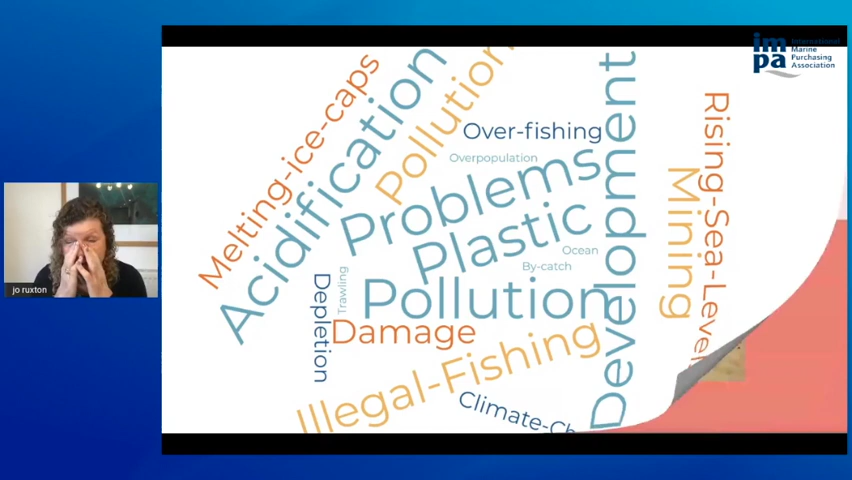 impa
International
Marine
Purchasing
Association
Melting-ice-caps
Acidification
Pollution
Over-fishing
Overpopulation
Problems
Plastic
Ocean
By-catch
Pollution
Development
Mining
Rising-Sea-Level
Trawling
Depletion
Damage
Illegal-Fishing
Climate-Ch
jo ruxton